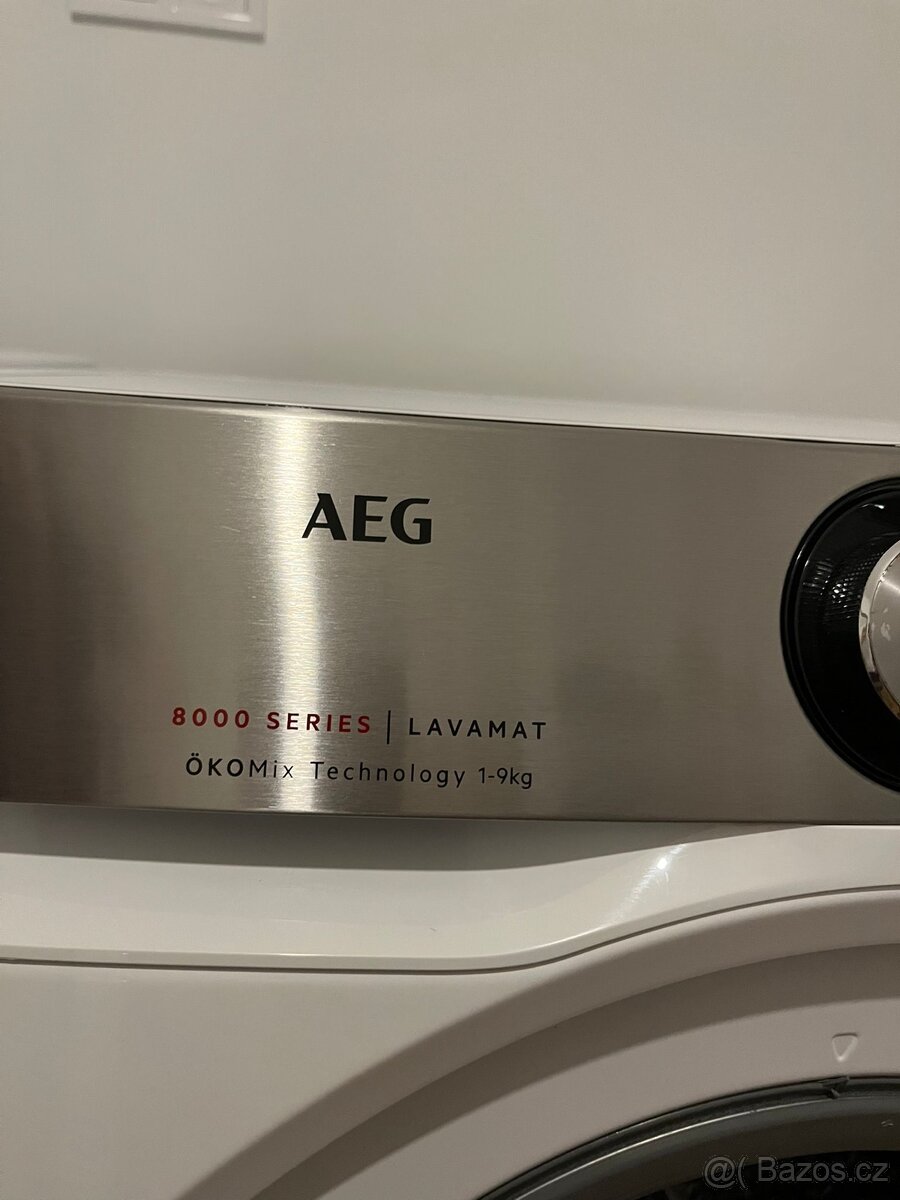 AEG
8000 SERIES | LAVAMAT
ÖKOMix Technology 1-9kg
@( Bazos.cz